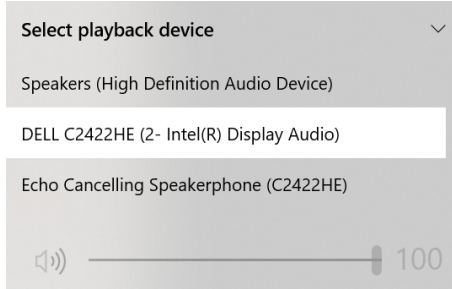 Select playback device
Speakers (High Definition Audio Device)
DELL C2422HE (2- Intel(R) Display Audio)
Echo Cancelling Speakerphone (C2422HE)
100